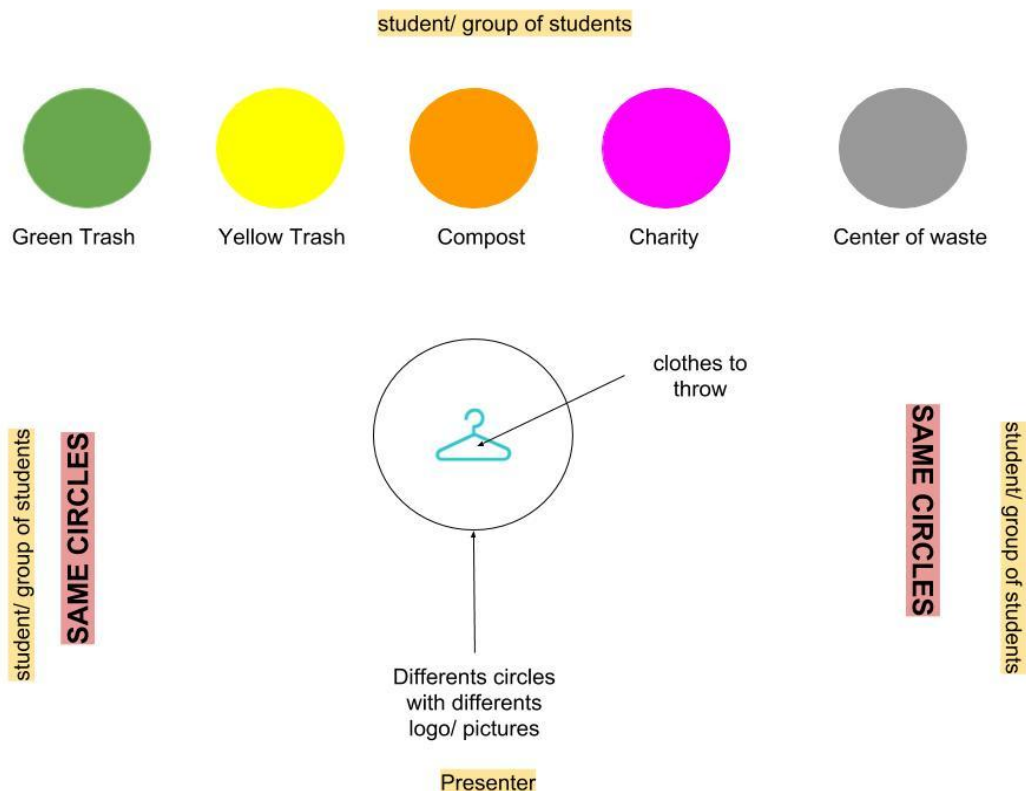 student/ group of students
Green Trash
Yellow Trash
Compost
Charity
Center of waste
clothes to
throw
student/ group of students
SAME CIRCLES
SAME CIRCLES
student/ group of students
Differents circles
with differents
logo/ pictures
Presenter